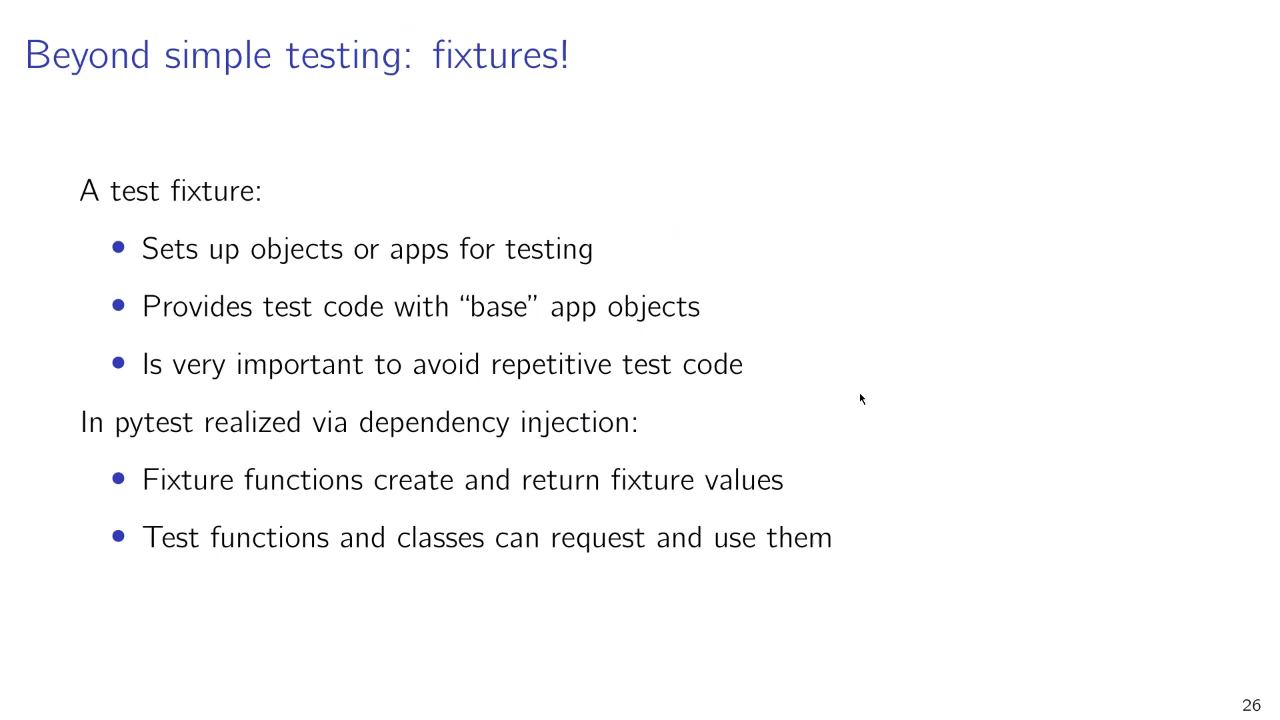 Beyond simple testing: fixtures!
A test fixture:
• Sets up objects or apps for testing
• Provides test code with “base” app objects
• Is very important to avoid repetitive test code
In pytest realized via dependency injection:
• Fixture functions create and return fixture values
• Test functions and classes can request and use them
26